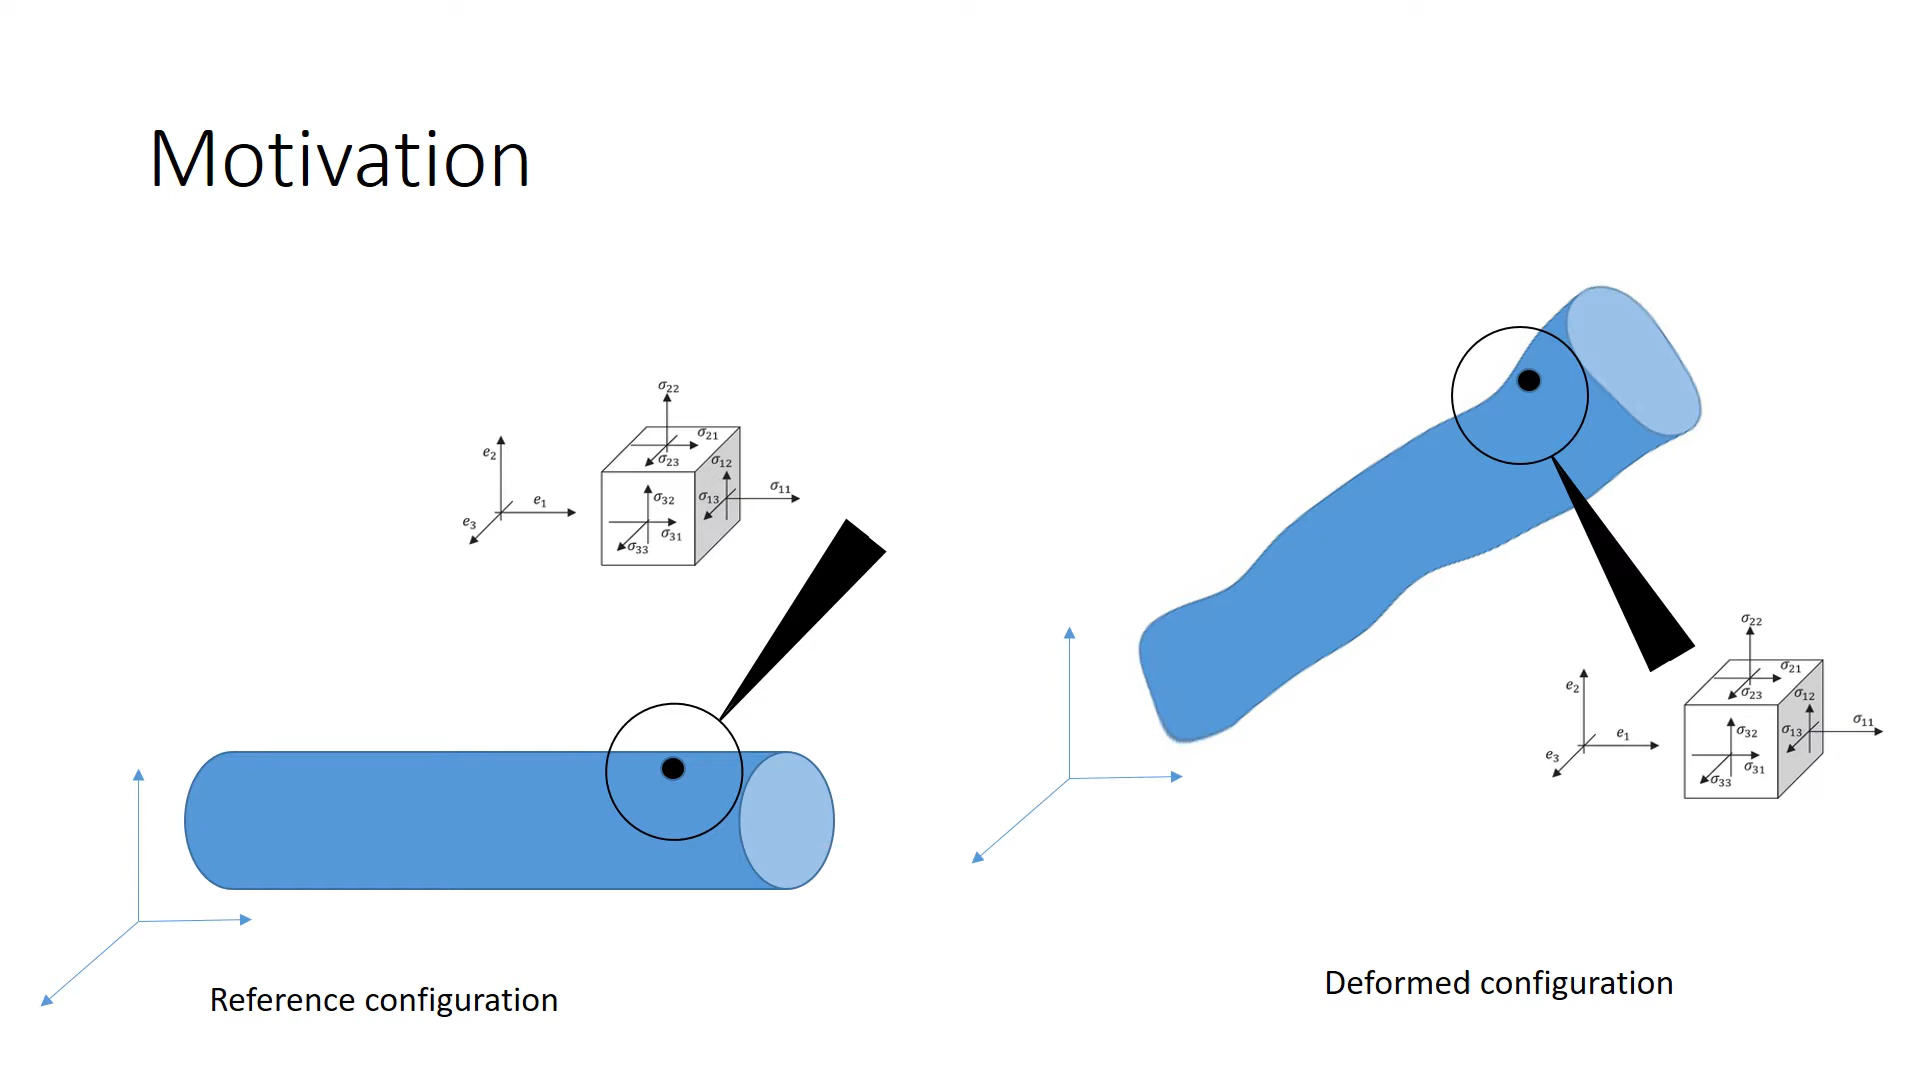 Motivation
σ22
σ21
e2
σ23
σ12
e1
σ32
σ13
σ11
e3
σ31
σ33
Reference configuration
σ22
σ21
e2
σ23
σ12
e1
σ32
σ13
σ11
e3
σ31
σ33
Deformed configuration